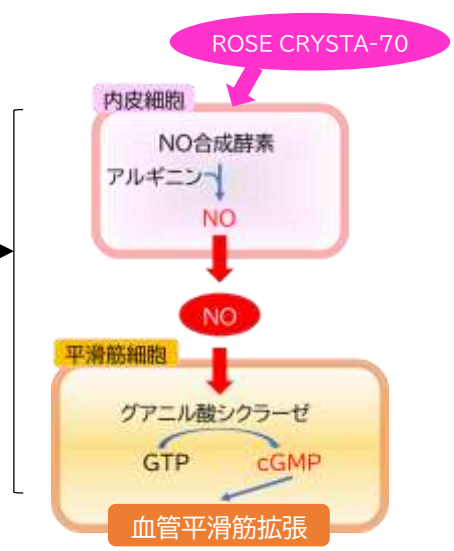 ROSE CRYSTA-70
内皮細胞
NO合成酵素
アルギニン
NO
NO
平滑筋細胞
グアニル酸シクラーゼ
GTP cGMP
血管平滑筋拡張